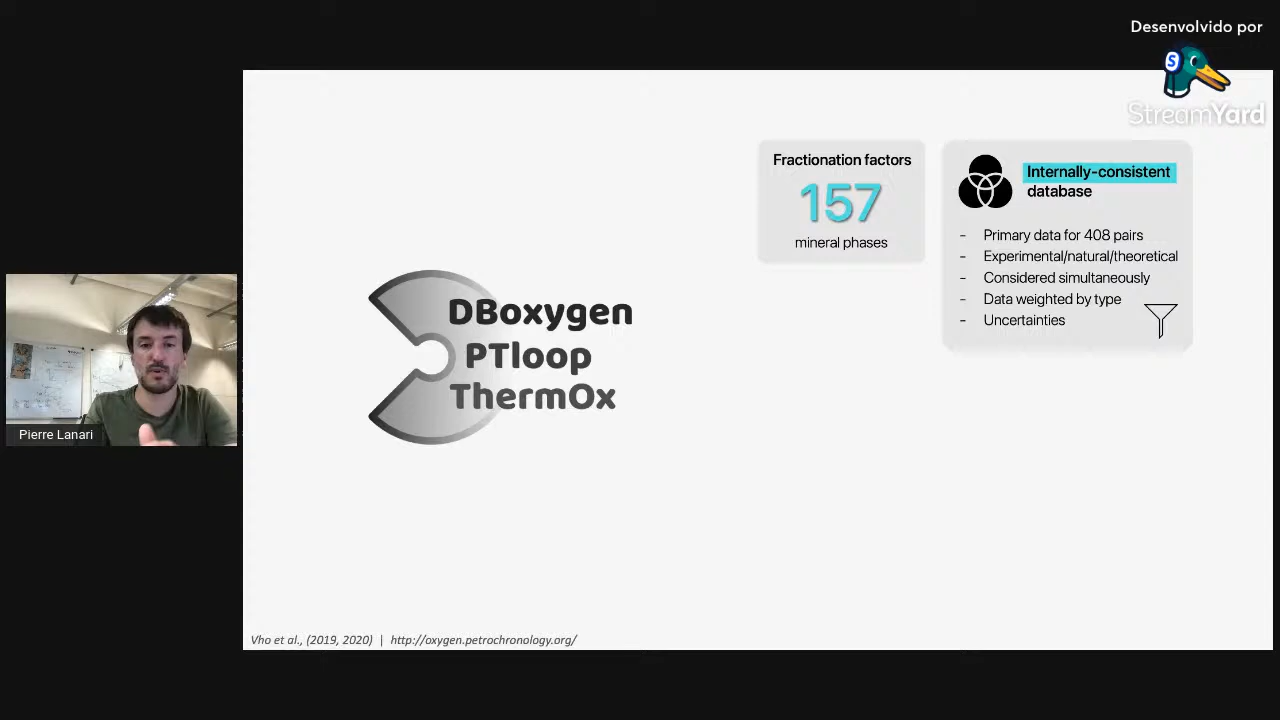 Desenvolvido por
S
StreamYard
Fractionation factors
157
mineral phases
Internally-consistent
database
- Primary data for 408 pairs
- Experimental/natural/theoretical
- Considered simultaneously
- Data weighted by type
- Uncertainties
DBoxygen
PTloop
ThermOx
Pierre Lanari
Vho et al., (2019, 2020) | http://oxygen.petrochronology.org/